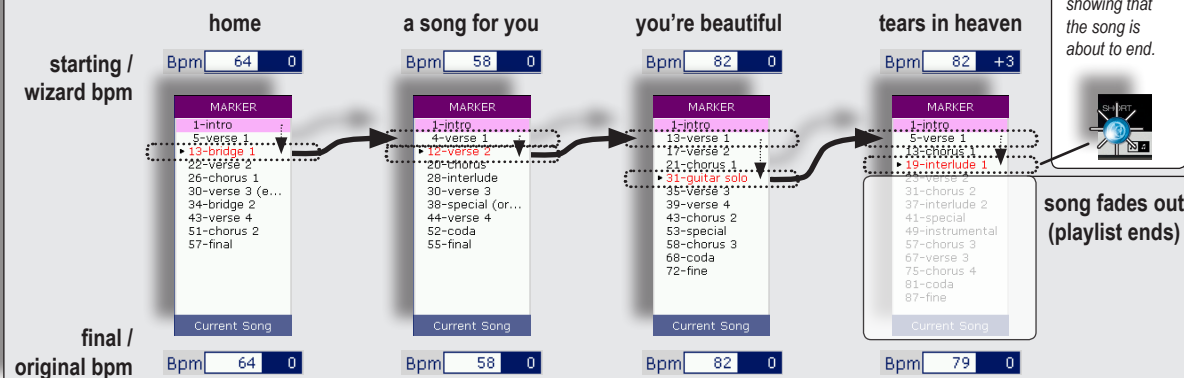 showing that
the song is
about to end.
SHORT
home
a song for you
you're beautiful
tears in heaven
starting /
wizard bpm
Bpm 64 0
Bpm 58 0
Bpm 82 0
Bpm 82 +3
MARKER
1-intro
5-verse 1
13-bridge 1
22-verse 2
26-chorus 1
30-verse 3 (e...
34-bridge 2
43-verse 4
51-chorus 2
57-final
Current Song
MARKER
1-intro
4-verse 1
12-verse 2
20-chorus
28-interlude
30-verse 3
38-special (or...
44-verse 4
52-coda
55-final
Current Song
MARKER
1-intro
13-verse 1
17-verse 2
21-chorus 1
31-guitar solo
35-verse 3
39-verse 4
43-chorus 2
53-special
58-chorus 3
68-coda
72-fine
Current Song
MARKER
1-intro
5-verse 1
13-chorus 1
19-interlude 1
23-verse 2
31-chorus 2
37-interlude 2
41-special
49-instrumental
57-chorus 3
67-verse 3
75-chorus 4
81-coda
87-fine
Current Song
song fades out
(playlist ends)
final /
original bpm
Bpm 64 0
Bpm 58 0
Bpm 82 0
Bpm 79 0